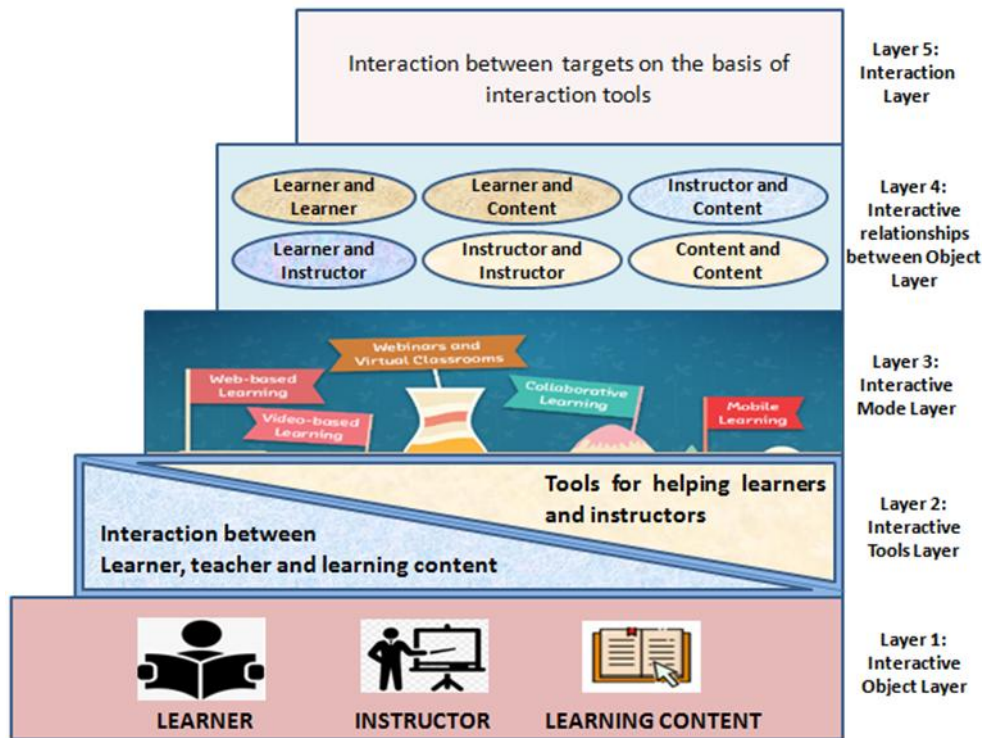 Interaction between targets on the basis of
interaction tools
Layer 5:
Interaction
Layer
Learner and
Learner
Learner and
Content
Instructor and
Content
Learner and
Instructor
Instructor and
Instructor
Content and
Content
Layer 4:
Interactive
relationships
between Object
Layer
Webinars and
Virtual Classrooms
Web-based
Learning
Video-based
Learning
Collaborative
Learning
Mobile
Learning
Layer 3:
Interactive
Mode Layer
Tools for helping learners
and instructors
Interaction between
Learner, teacher and learning content
Layer 2:
Interactive
Tools Layer
LEARNER
INSTRUCTOR
LEARNING CONTENT
Layer 1:
Interactive
Object Layer